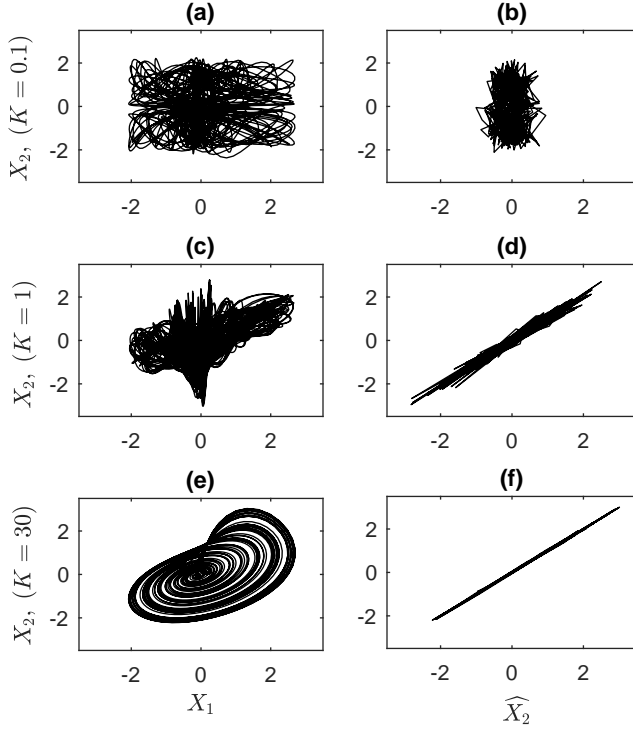 (a) (b)
X₂, (K = 0.1)
2 0 -2
-2 0 2
2 0 -2
-2 0 2
(c) (d)
X₂, (K = 1)
2 0 -2
-2 0 2
2 0 -2
-2 0 2
(e) (f)
X₂, (K = 30)
2 0 -2
-2 0 2
2 0 -2
-2 0 2
X₁
X̂₂